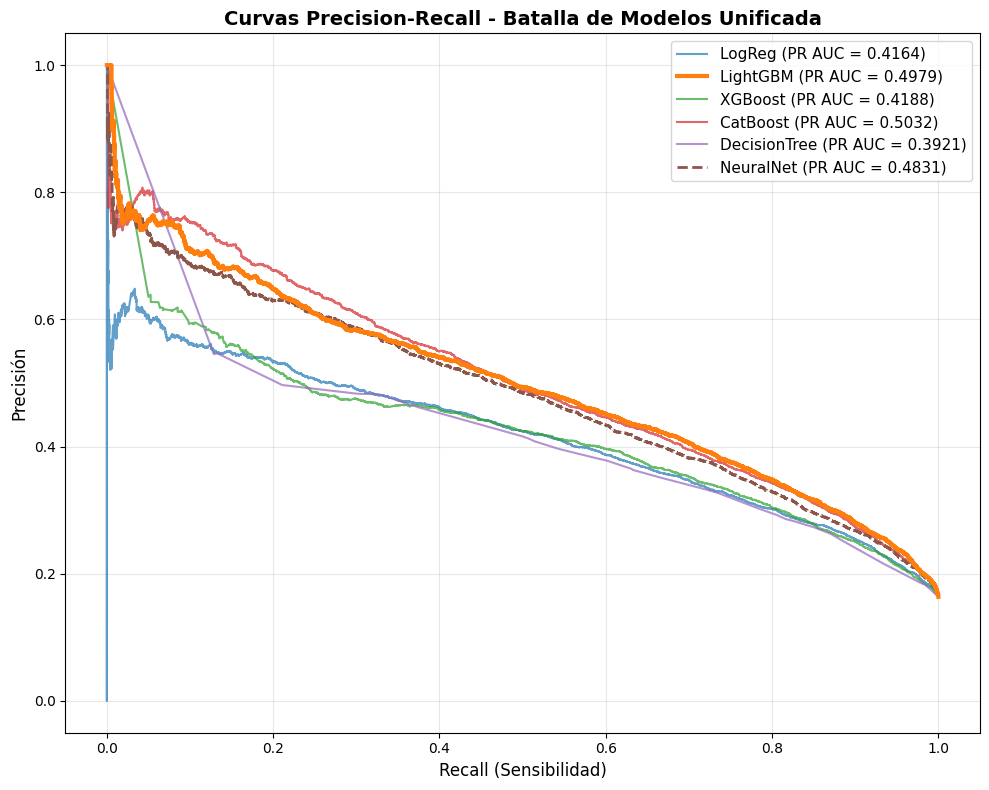 Curvas Precision-Recall - Batalla de Modelos Unificada
LogReg (PR AUC = 0.4164)
LightGBM (PR AUC = 0.4979)
XGBoost (PR AUC = 0.4188)
CatBoost (PR AUC = 0.5032)
DecisionTree (PR AUC = 0.3921)
NeuralNet (PR AUC = 0.4831)
Precisión
1.0
0.8
0.6
0.4
0.2
0.0
0.0 0.2 0.4 0.6 0.8 1.0
Recall (Sensibilidad)